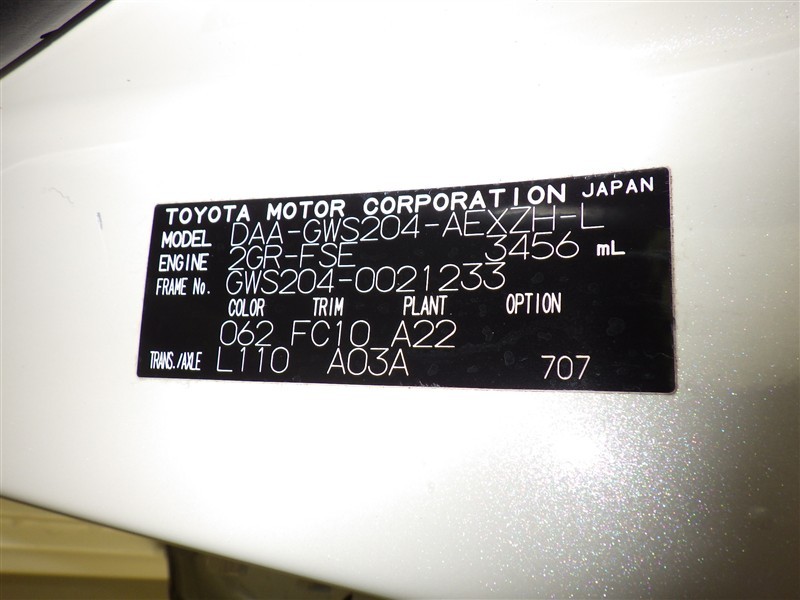 TOYOTA MOTOR CORPORATION JAPAN
MODEL DAA-GWS204-AEXZH-L
ENGINE 2GR-FSE 3456 mL
FRAME No. GWS204-0021233
COLOR TRIM PLANT OPTION
062 FC10 A22
TRANS./AXLE L110 A03A 707